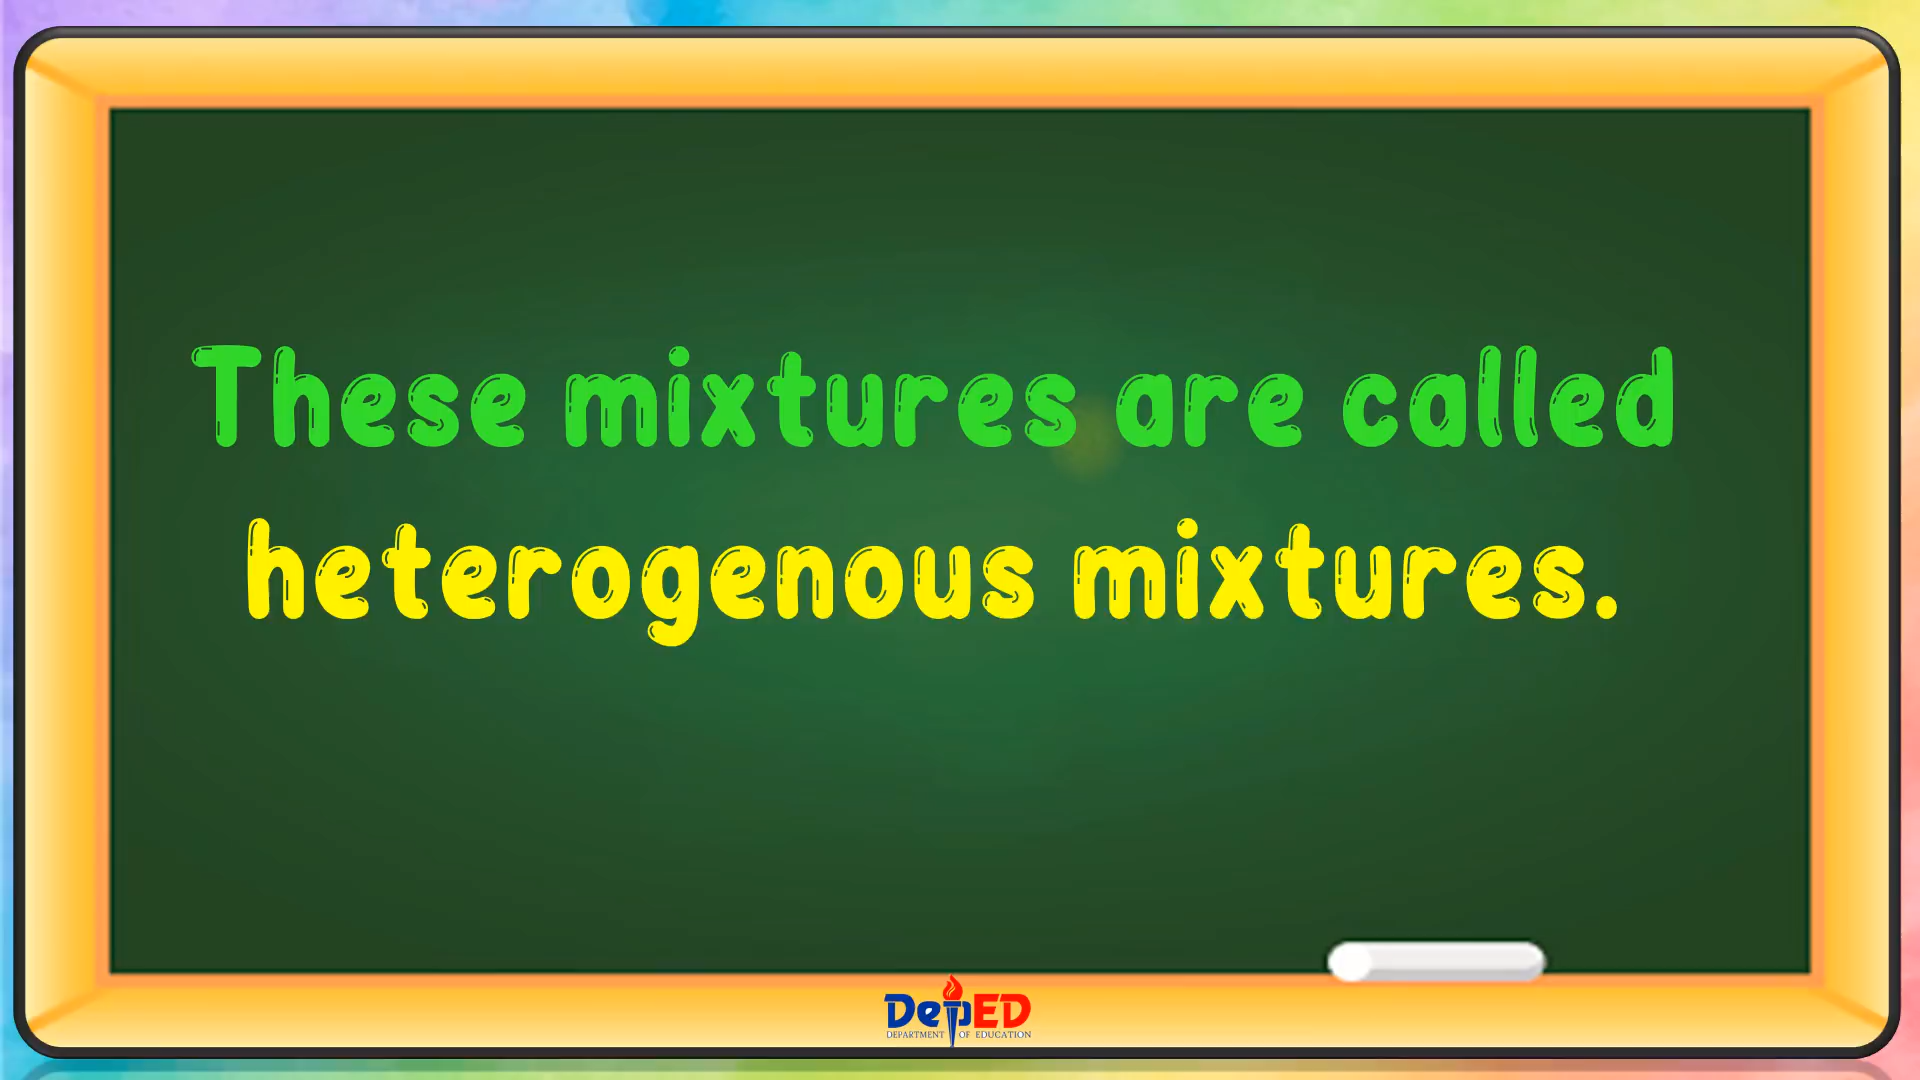 These mixtures are called
heterogenous mixtures.
DepED
DEPARTMENT OF EDUCATION